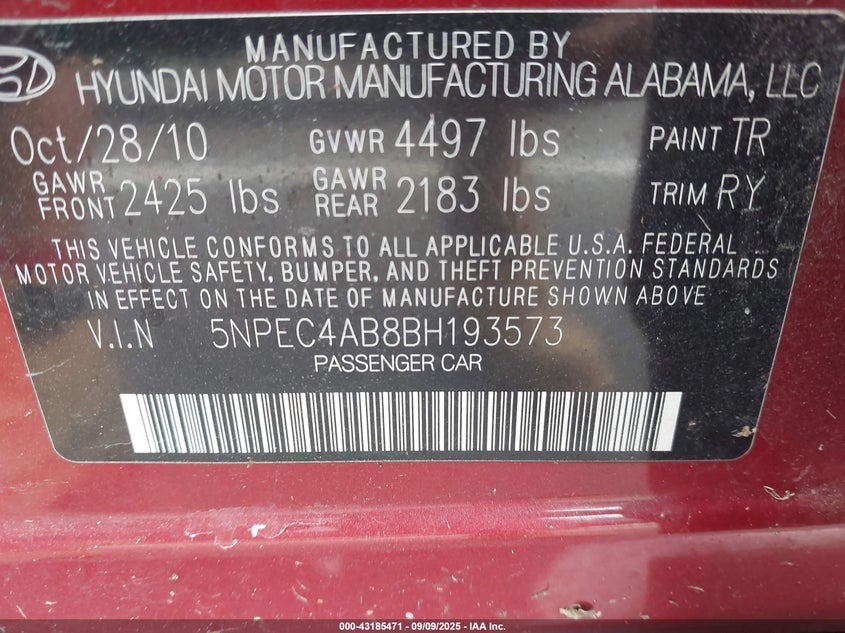 MANUFACTURED BY
HYUNDAI MOTOR MANUFACTURING ALABAMA, LLC
Oct/28/10 GVWR 4497 lbs PAINT TR
GAWR FRONT 2425 lbs GAWR REAR 2183 lbs TRIM RY
THIS VEHICLE CONFORMS TO ALL APPLICABLE U.S.A. FEDERAL
MOTOR VEHICLE SAFETY, BUMPER, AND THEFT PREVENTION STANDARDS
IN EFFECT ON THE DATE OF MANUFACTURE SHOWN ABOVE.
V.I.N 5NPEC4AB8BH193573
PASSENGER CAR
000-43185471 | 09/09/2025 - IAA Inc.